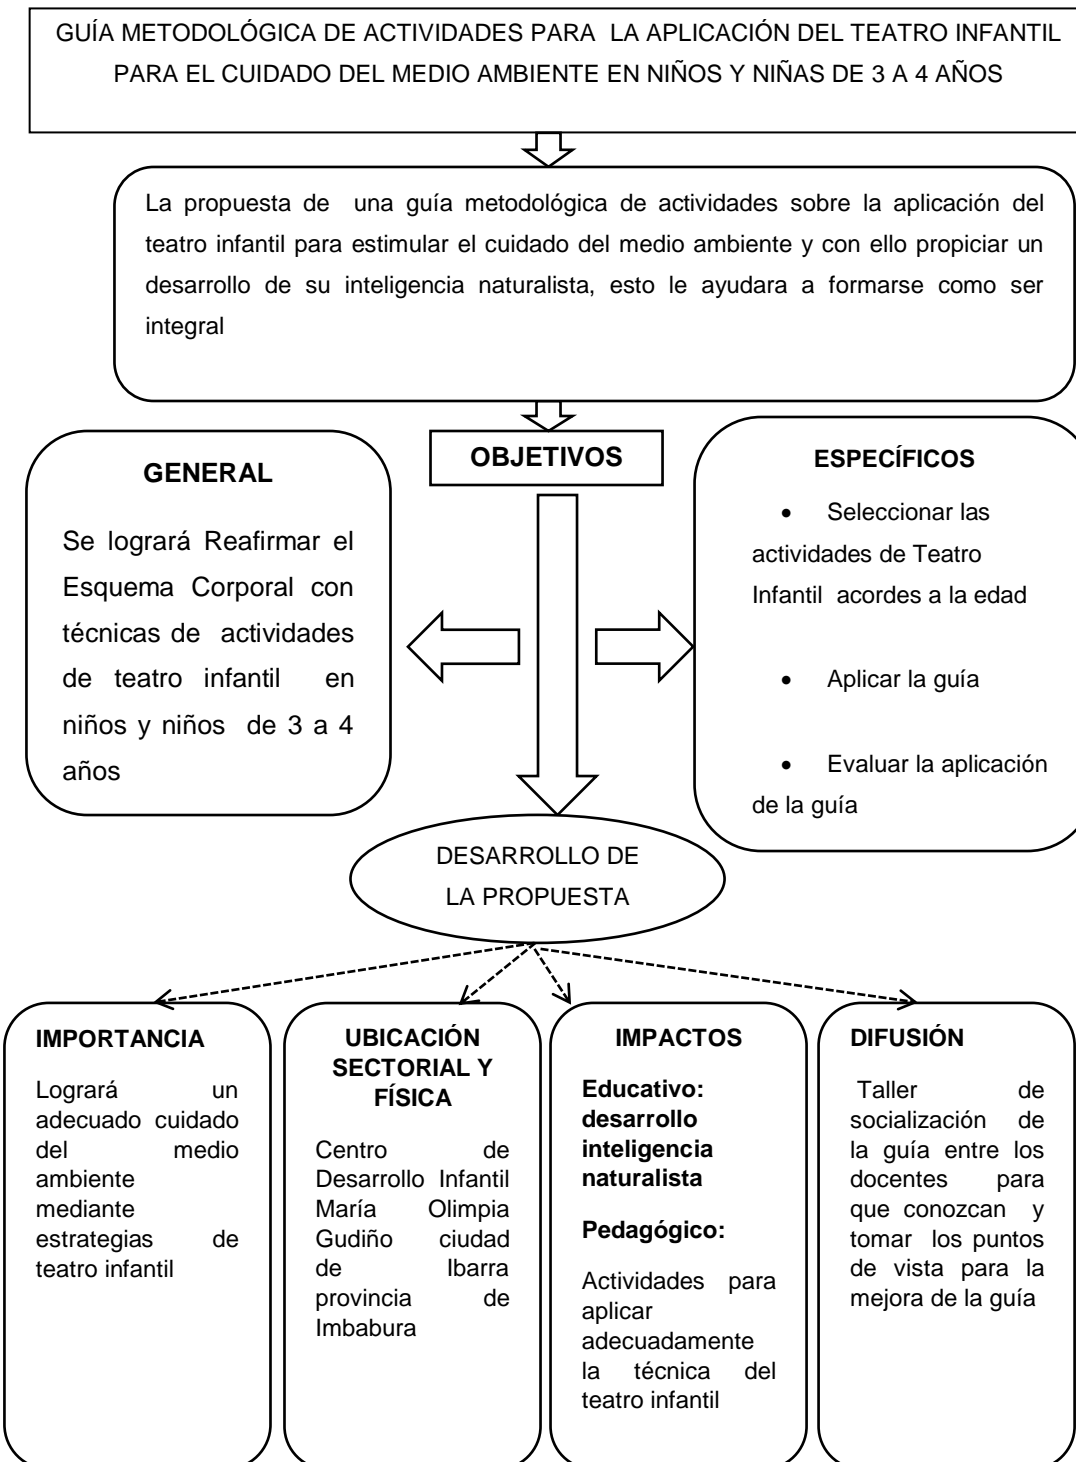 GUÍA METODOLÓGICA DE ACTIVIDADES PARA LA APLICACIÓN DEL TEATRO INFANTIL
PARA EL CUIDADO DEL MEDIO AMBIENTE EN NIÑOS Y NIÑAS DE 3 A 4 AÑOS
La propuesta de una guía metodológica de actividades sobre la aplicación del
teatro infantil para estimular el cuidado del medio ambiente y con ello propiciar un
desarrollo de su inteligencia naturalista, esto le ayudara a formarse como ser
integral
OBJETIVOS
GENERAL
Se logrará Reafirmar el
Esquema Corporal con
técnicas de actividades
de teatro infantil en
niños y niños de 3 a 4
años
ESPECÍFICOS
• Seleccionar las
actividades de Teatro
Infantil acordes a la edad
• Aplicar la guía
• Evaluar la aplicación
de la guía
DESARROLLO DE
LA PROPUESTA
IMPORTANCIA
Logrará un
adecuado cuidado
del medio
ambiente
mediante
estrategias de
teatro infantil
UBICACIÓN
SECTORIAL Y
FÍSICA
Centro de
Desarrollo Infantil
María Olimpia
Gudiño ciudad
de Ibarra
provincia de
Imbabura
IMPACTOS
Educativo:
desarrollo
inteligencia
naturalista
Pedagógico:
Actividades para
aplicar
adecuadamente
la técnica del
teatro infantil
DIFUSIÓN
Taller de
socialización de
la guía entre los
docentes para
que conozcan y
tomar los puntos
de vista para la
mejora de la guía